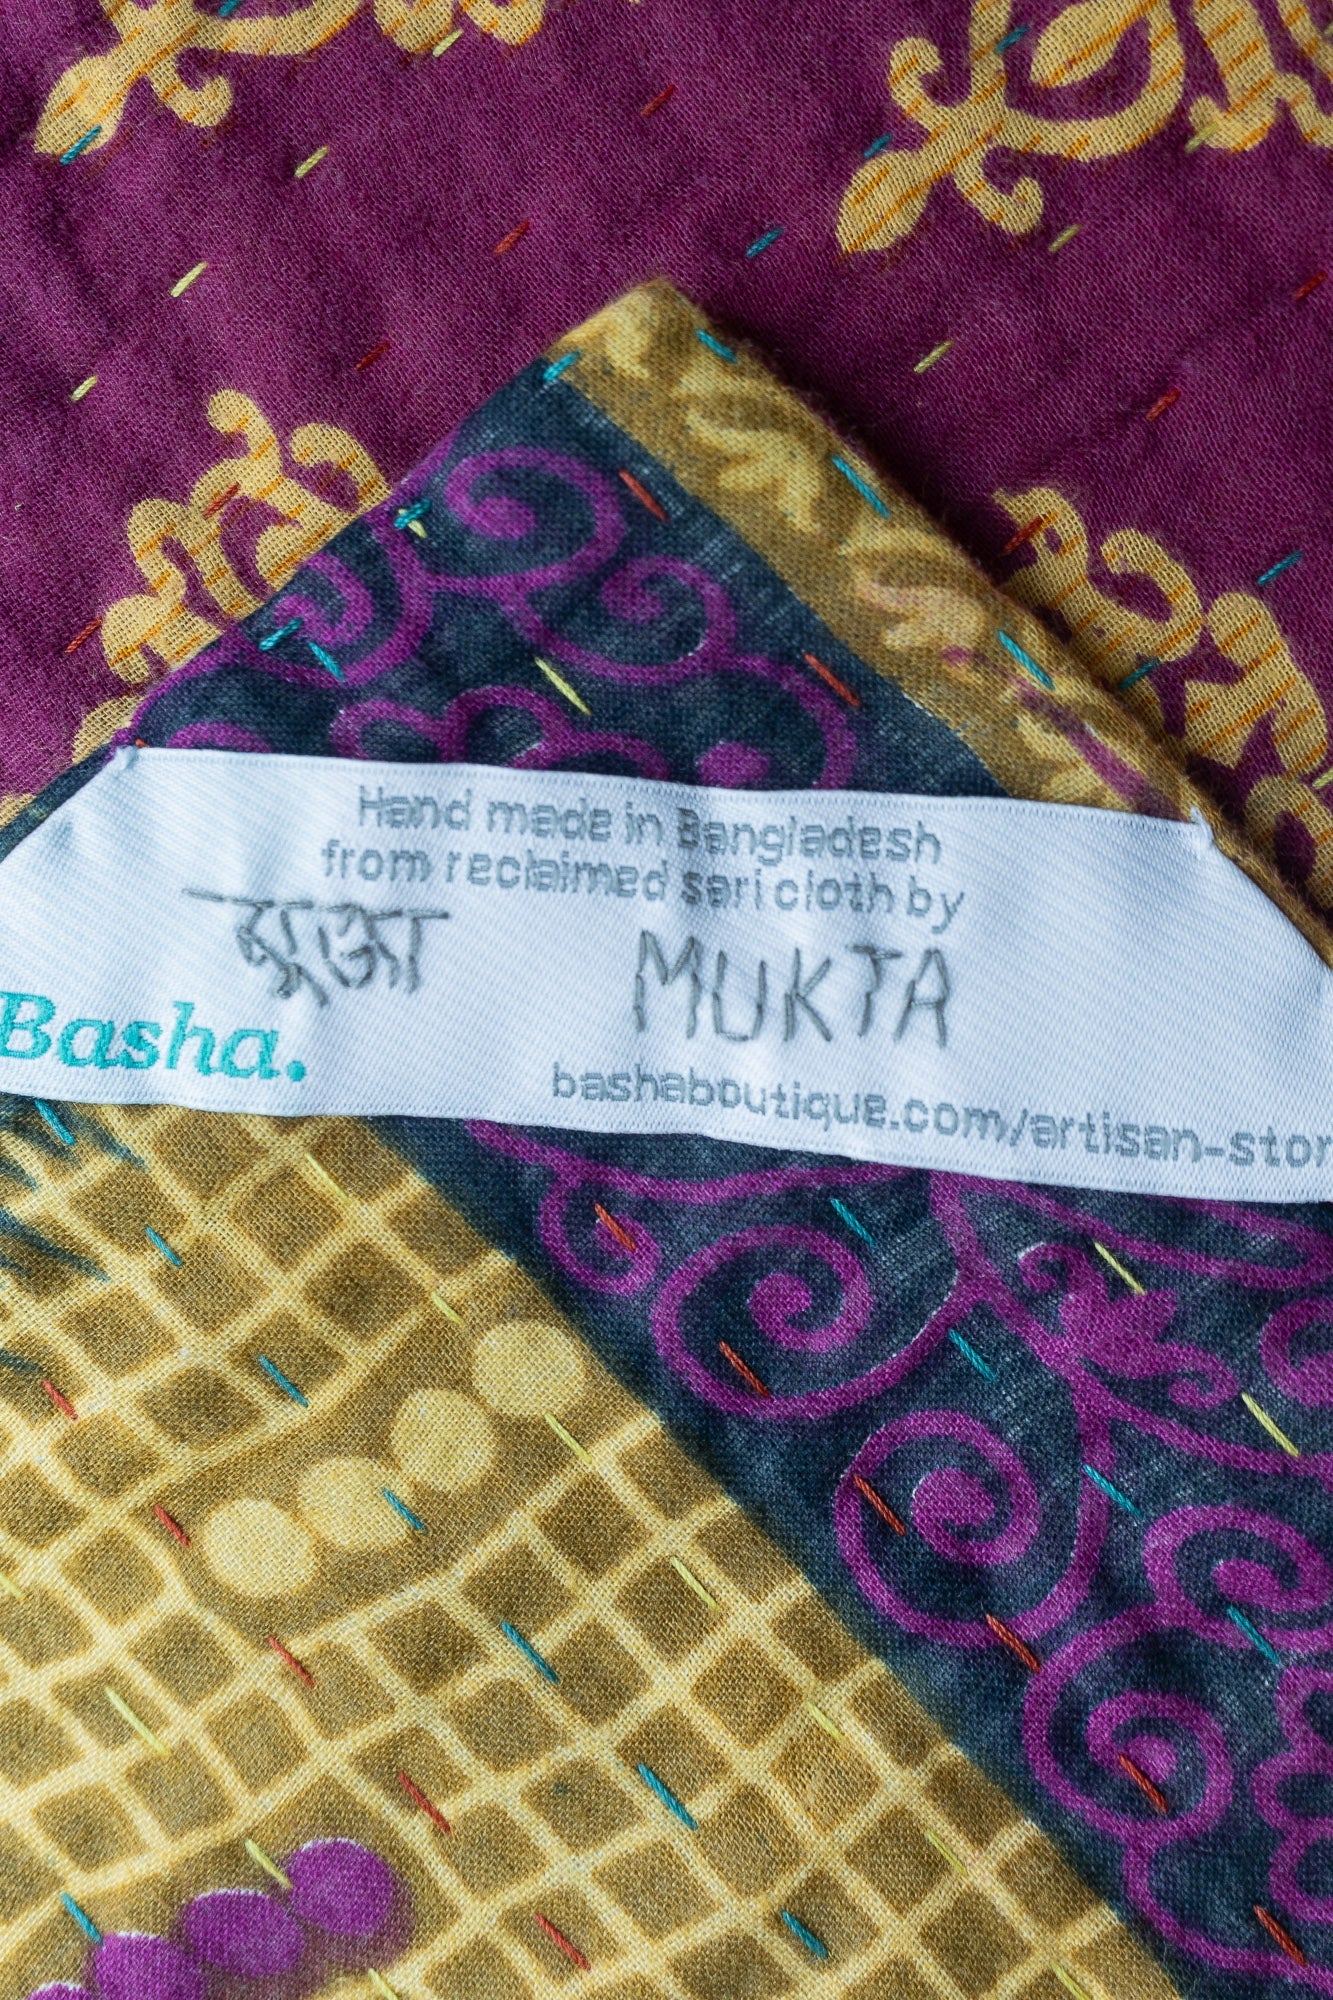 Hand made in Bangladesh
from reclaimed sari cloth by
মুক্তা MUKTA
Basha.
bashaboutique.com/artisan-stor